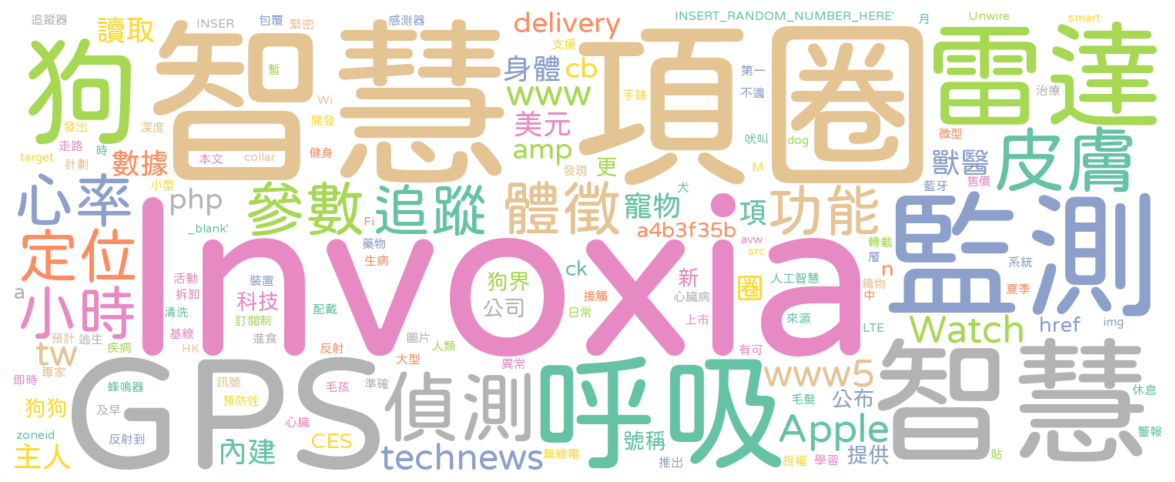 追蹤器
INSER
包覆
緊密
感測器
delivery
INSERT_RANDOM_NUMBER_HERE'
月
Unwire
smart
讀取
支援
狗
智慧
項圈
雷達
暫
身體
cb
第一
治療
手錶
不適
www
Wi
發出
深度
開發
美元
微型
走路
時
吠叫
dog
target
計劃
數據
本文
collar
健身
amp
發現
更
M
獸醫
皮膚
小型
犬
藍牙
售價
心率
php
參數
追蹤
體徵
寵物
項
功能
監測
_blank'
Fi
a4b3f35b
定位
Invoxia
藥物
生病
avw
src
轉載
層
n
系統
a
活動
裝置
狗界
ck
新
人工智慧
織物
中
夏季
小時
拆卸
科技
公司
接觸
心臟病
圈
清洗
訂閱制
配戴
日常
上市
來源
LTE
Watch
href
img
基線
預計
逃生
tw
疾病
HK
進食
反射
圖片
人類
有可
專家
大型
異常
即時
GPS
蜂鳴器
訊號
毛孩
準確
偵測
呼吸
www5
智慧
狗狗
及早
預防性
毛髮
公布
休息
心臟
zoneid
反射到
CES
號稱
Apple
警報
主人
內建
technews
無線電
推出
授權
學習
提供
貼